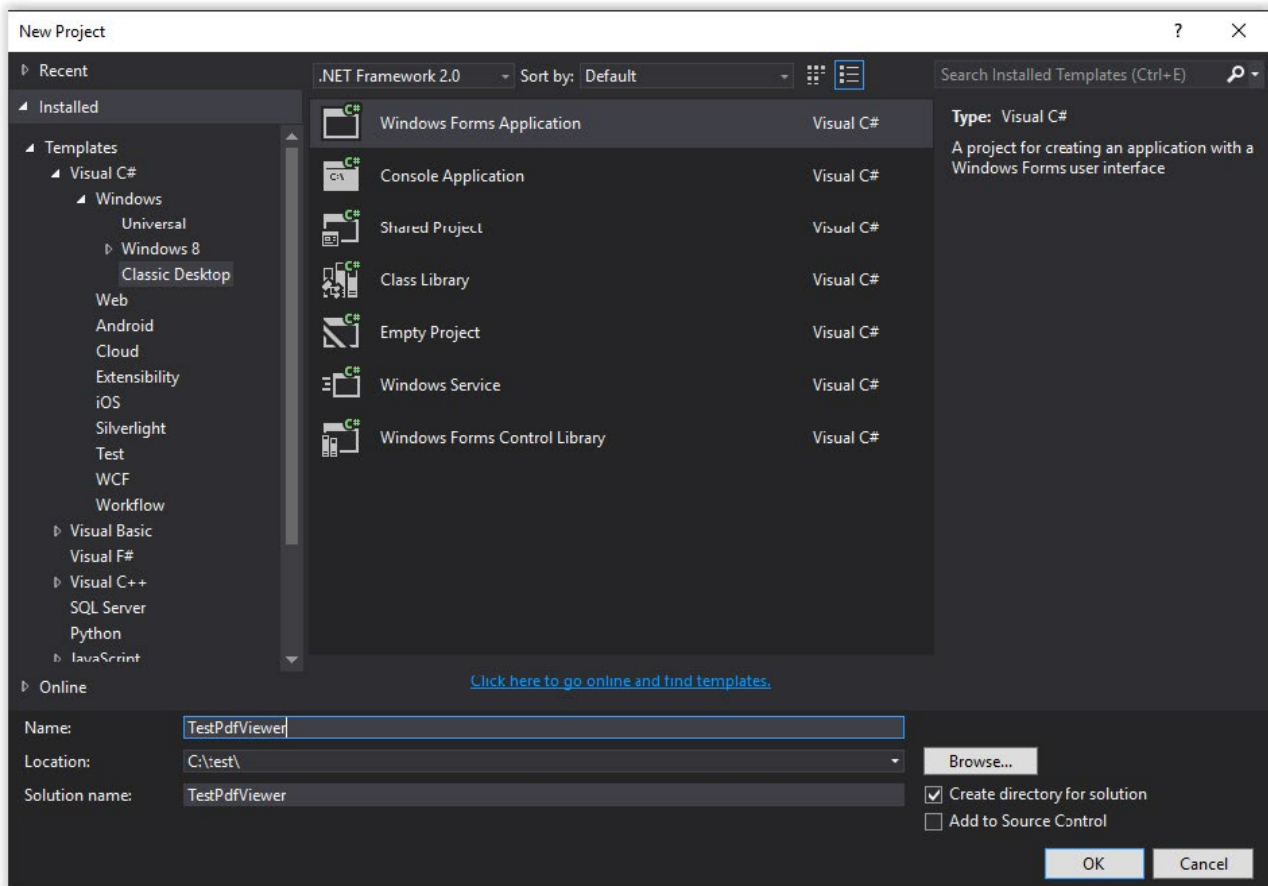 New Project
?
Recent
.NET Framework 2.0
Sort by: Default
Search Installed Templates (Ctrl+E)
Installed
Templates
Visual C#
Windows
Universal
Windows 8
Classic Desktop
Web
Android
Cloud
Extensibility
iOS
Silverlight
Test
WCF
Workflow
Visual Basic
Visual F#
Visual C++
SQL Server
Python
JavaScript
Online
C# Windows Forms Application Visual C#
C# C:\ Console Application Visual C#
C# Shared Project Visual C#
C# Class Library Visual C#
C# Empty Project Visual C#
C# Windows Service Visual C#
C# Windows Forms Control Library Visual C#
Click here to go online and find templates.
Type: Visual C#
A project for creating an application with a
Windows Forms user interface
Name: TestPdfViewer
Location: C:\test\
Browse...
Solution name: TestPdfViewer
Create directory for solution
Add to Source Control
OK
Cancel